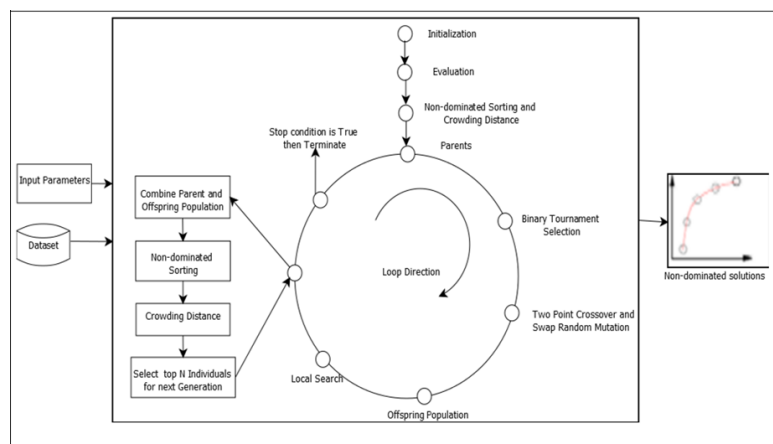 Initialization
Evaluation
Non-dominated Sorting and
Crowding Distance
Parents
Stop condition is True
then Terminate
Input Parameters
Dataset
Combine Parent and
Offspring Population
Non-dominated
Sorting
Crowding Distance
Select top N Individuals
for next Generation
Binary Tournament
Selection
Loop Direction
Two Point Crossover and
Swap Random Mutation
Local Search
Offspring Population
Non-dominated solutions